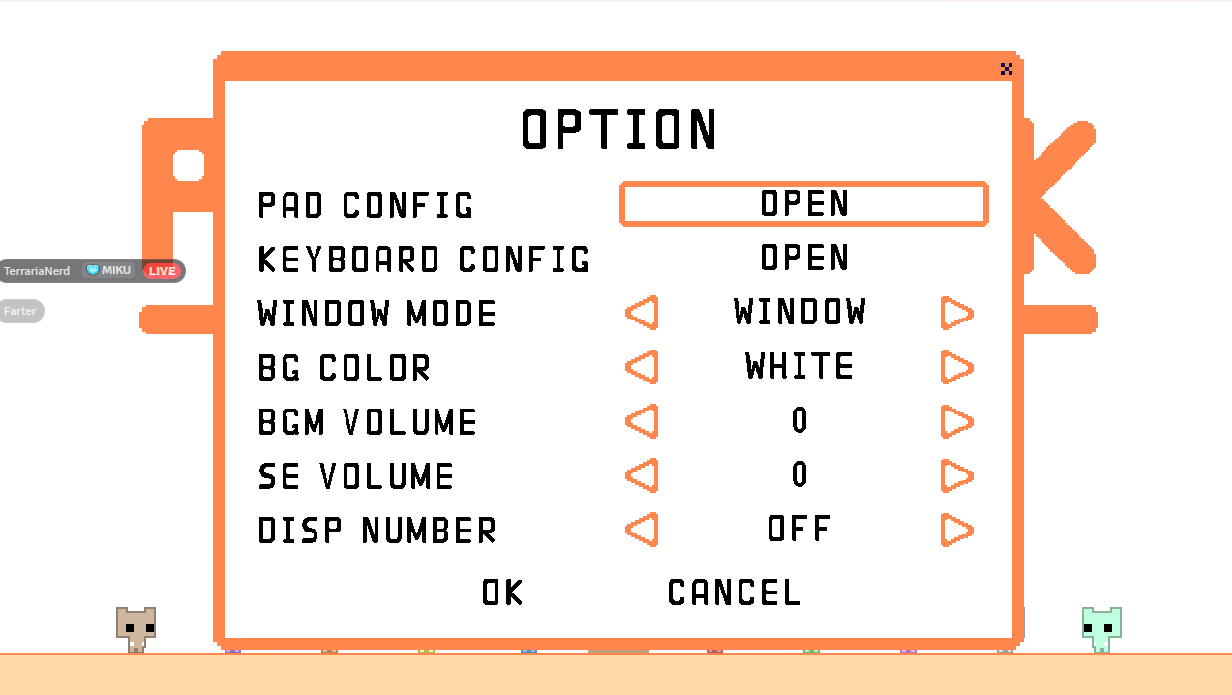 OPTION
PAD CONFIG OPEN
KEYBOARD CONFIG OPEN
WINDOW MODE WINDOW
BG COLOR WHITE
BGM VOLUME 0
SE VOLUME 0
DISP NUMBER OFF
OK CANCEL
TerrariaNerd MIKU LIVE
Farter